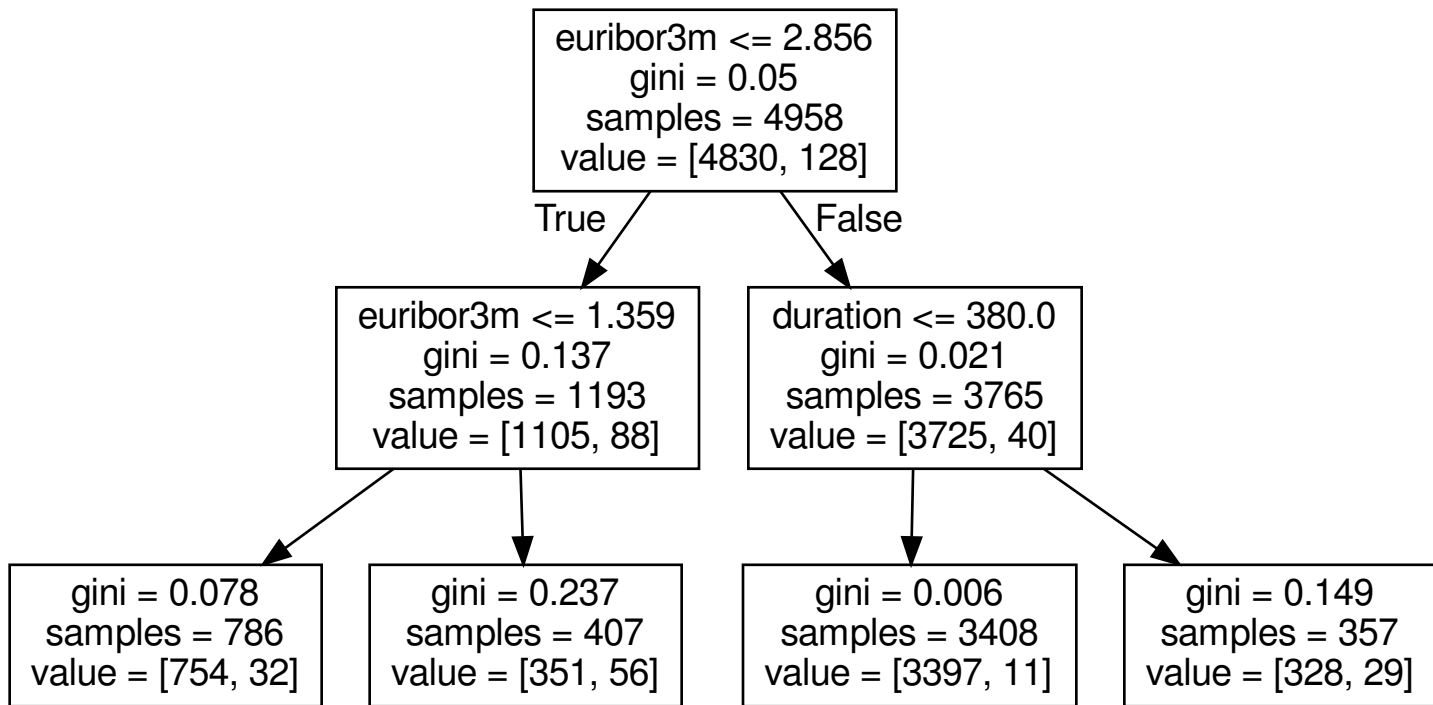 euribor3m <= 2.856
gini = 0.05
samples = 4958
value = [4830, 128]
True
False
euribor3m <= 1.359
gini = 0.137
samples = 1193
value = [1105, 88]
duration <= 380.0
gini = 0.021
samples = 3765
value = [3725, 40]
gini = 0.078
samples = 786
value = [754, 32]
gini = 0.237
samples = 407
value = [351, 56]
gini = 0.006
samples = 3408
value = [3397, 11]
gini = 0.149
samples = 357
value = [328, 29]